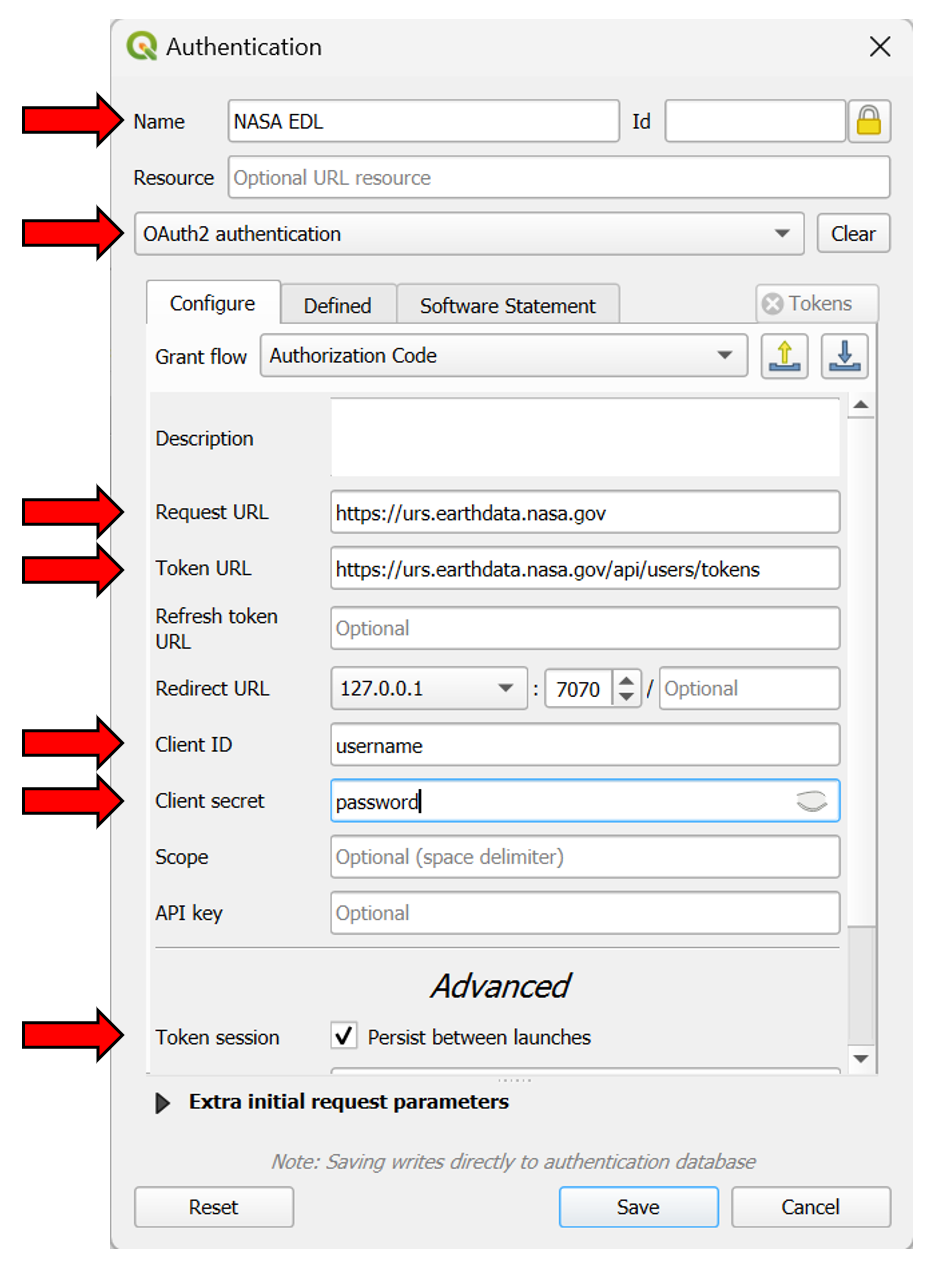 Authentication
Name NASA EDL Id
Resource Optional URL resource
OAuth2 authentication Clear
Configure Defined Software Statement Tokens
Grant flow Authorization Code
Description
Request URL https://urs.earthdata.nasa.gov
Token URL https://urs.earthdata.nasa.gov/api/users/tokens
Refresh token
URL
Optional
Redirect URL 127.0.0.1 : 7070 / Optional
Client ID username
Client secret password
Scope Optional (space delimiter)
API key Optional
Advanced
Token session Persist between launches
Extra initial request parameters
Note: Saving writes directly to authentication database
Reset Save Cancel